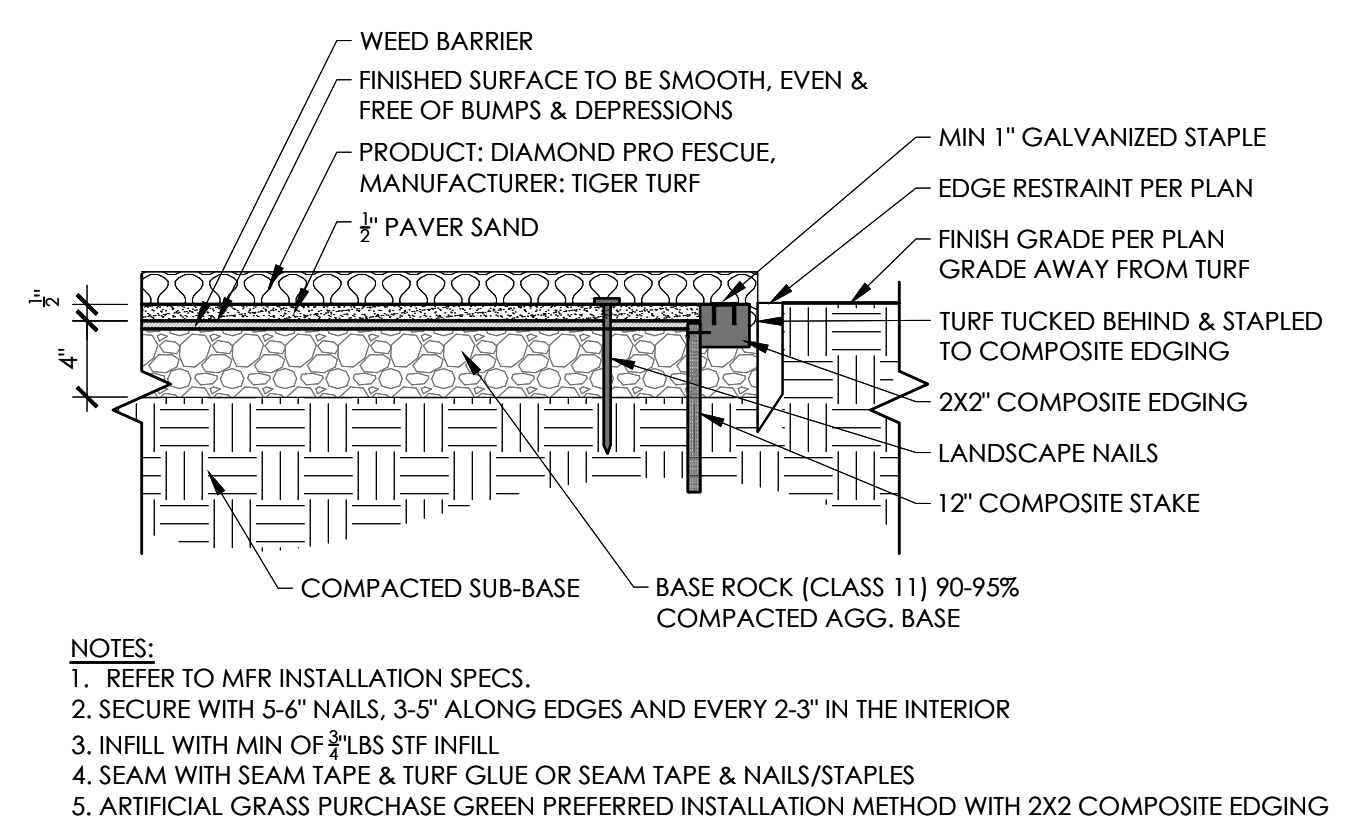 WEED BARRIER
FINISHED SURFACE TO BE SMOOTH, EVEN &
FREE OF BUMPS & DEPRESSIONS
PRODUCT: DIAMOND PRO FESCUE,
MANUFACTURER: TIGER TURF
½" PAVER SAND
MIN 1" GALVANIZED STAPLE
EDGE RESTRAINT PER PLAN
FINISH GRADE PER PLAN
GRADE AWAY FROM TURF
TURF TUCKED BEHIND & STAPLED
TO COMPOSITE EDGING
2X2" COMPOSITE EDGING
LANDSCAPE NAILS
12" COMPOSITE STAKE
½"
4"
COMPACTED SUB-BASE
BASE ROCK (CLASS 11) 90-95%
COMPACTED AGG. BASE
NOTES:
1. REFER TO MFR INSTALLATION SPECS.
2. SECURE WITH 5-6" NAILS, 3-5" ALONG EDGES AND EVERY 2-3" IN THE INTERIOR
3. INFILL WITH MIN OF ¾"LBS STF INFILL
4. SEAM WITH SEAM TAPE & TURF GLUE OR SEAM TAPE & NAILS/STAPLES
5. ARTIFICIAL GRASS PURCHASE GREEN PREFERRED INSTALLATION METHOD WITH 2X2 COMPOSITE EDGING